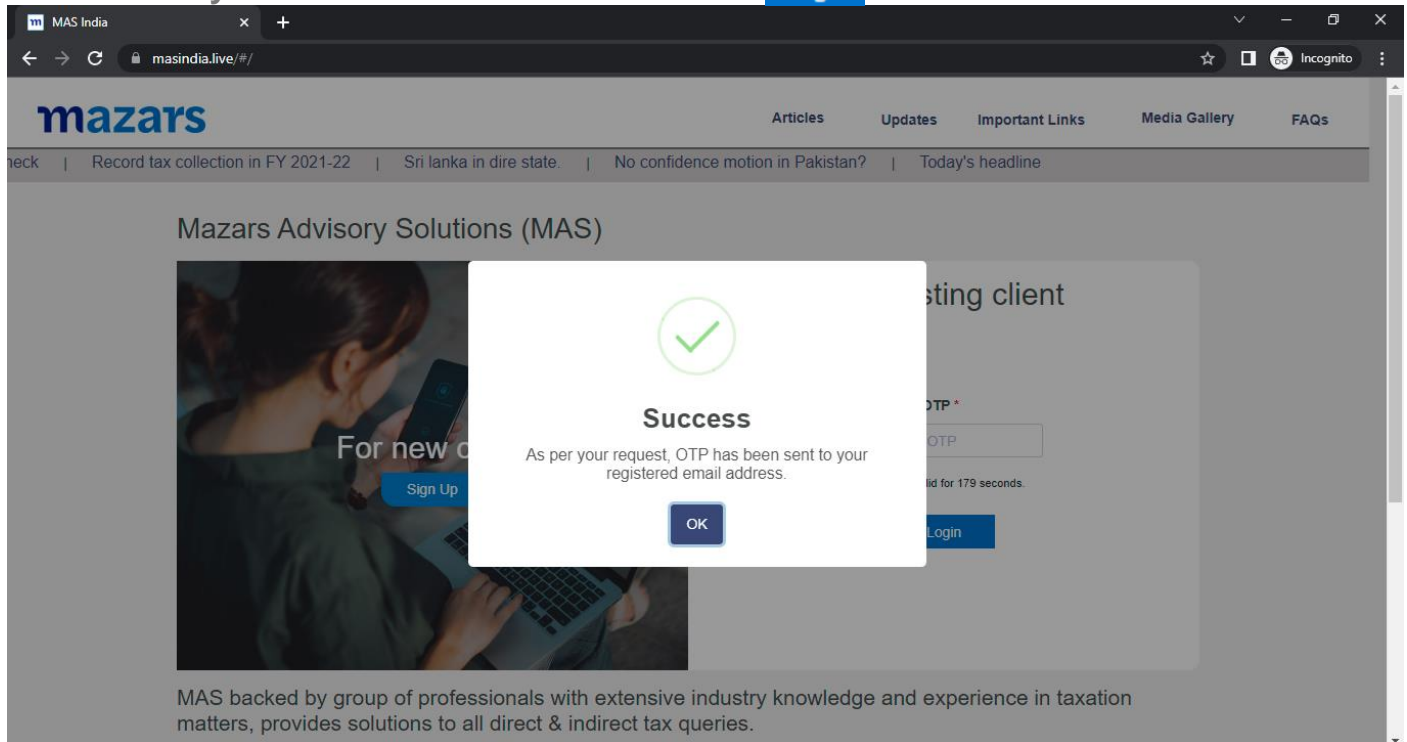 MAS India
masindia.live/#/
Incognito
mazars
Articles Updates Important Links Media Gallery FAQs
| Record tax collection in FY 2021-22 | Sri lanka in dire state. | No confidence motion in Pakistan? | Today's headline
Mazars Advisory Solutions (MAS)
client
For new
Sign Up
OTP *
OTP
for 179 seconds.
Login
Success
As per your request, OTP has been sent to your
registered email address.
OK
MAS backed by group of professionals with extensive industry knowledge and experience in taxation
matters, provides solutions to all direct & indirect tax queries.